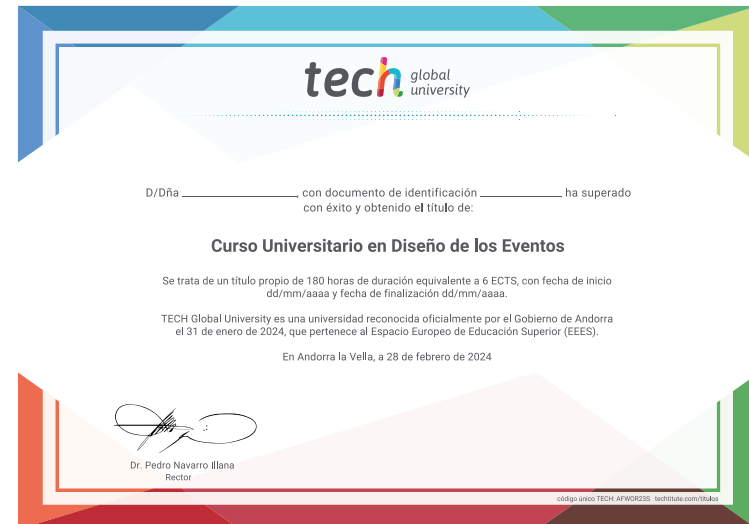 tech global university
D/Dña ______________, con documento de identificación __________ ha superado
con éxito y obtenido el título de:
Curso Universitario en Diseño de los Eventos
Se trata de un título propio de 180 horas de duración equivalente a 6 ECTS, con fecha de inicio
dd/mm/aaaa y fecha de finalización dd/mm/aaaa.
TECH Global University es una universidad reconocida oficialmente por el Gobierno de Andorra
el 31 de enero de 2024, que pertenece al Espacio Europeo de Educación Superior (EEES).
En Andorra la Vella, a 28 de febrero de 2024
Dr. Pedro Navarro Illana
Rector
código único TECH: AFWOR23S techtitute.com/titulos